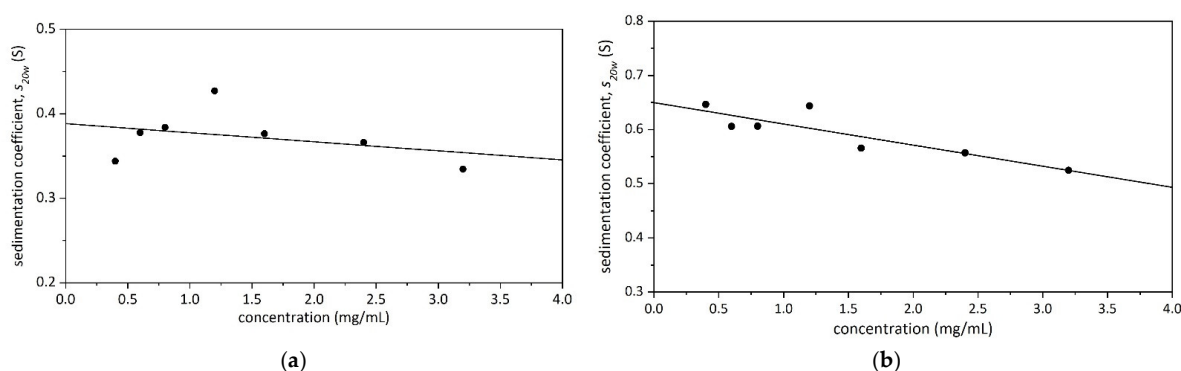 0.5
0.4
0.3
0.2
sedimentation coefficient, s20w (S)
0.0 0.5 1.0 1.5 2.0 2.5 3.0 3.5 4.0
concentration (mg/mL)
(a)
0.8
0.7
0.6
0.5
0.4
0.3
sedimentation coefficient, s20w (S)
0.0 0.5 1.0 1.5 2.0 2.5 3.0 3.5 4.0
concentration (mg/mL)
(b)